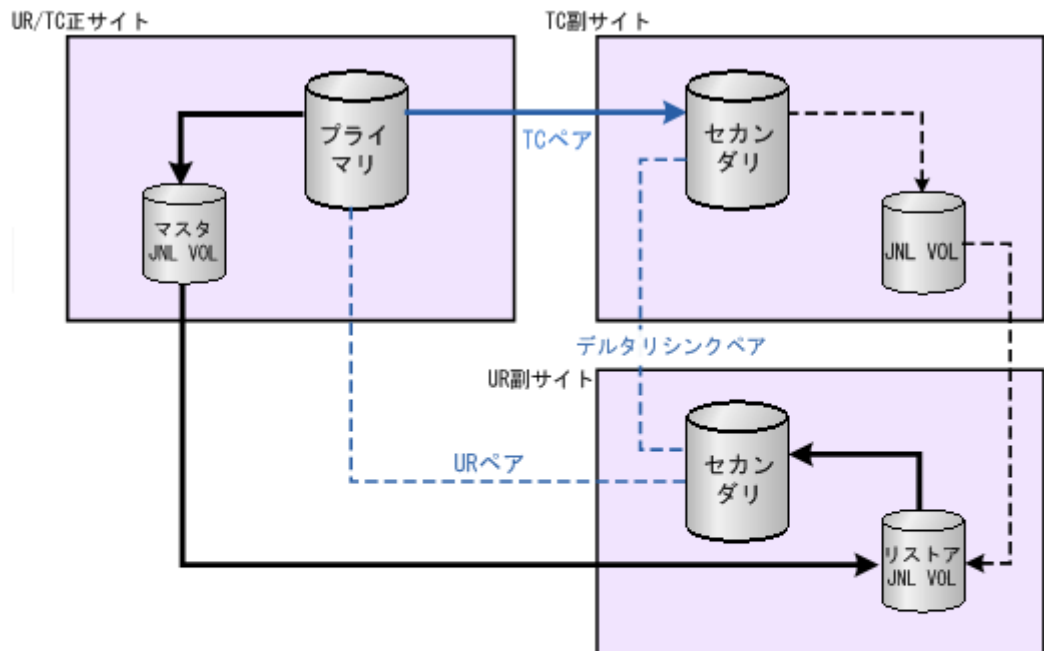 UR/TC正サイト
TC副サイト
プライ
マリ
TCペア
セカン
ダリ
マスタ
JNL VOL
JNL VOL
デルタリシンクペア
UR副サイト
URペア
セカン
ダリ
リストア
JNL VOL